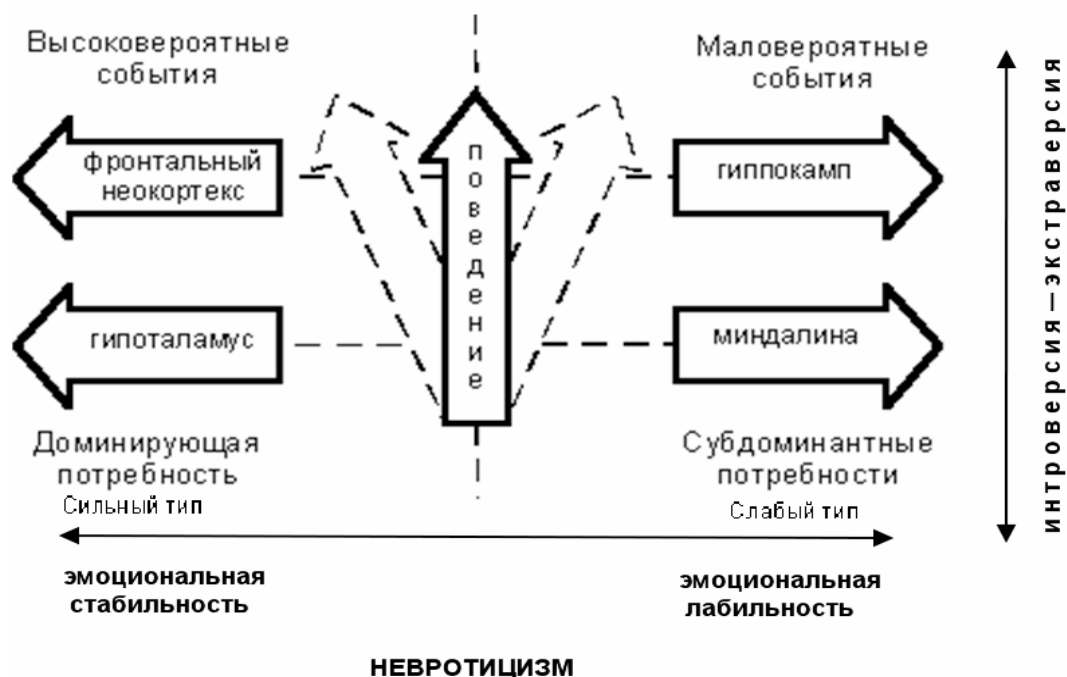 Высоковероятные
события
Маловероятные
события
фронтальный
неокортекс
поведение
гиппокамп
гипоталамус
миндалина
Доминирующая
потребность
Сильный тип
Субдоминантные
потребности
Слабый тип
интроверсия—экстраверсия
эмоциональная
стабильность
эмоциональная
лабильность
НЕВРОТИЦИЗМ